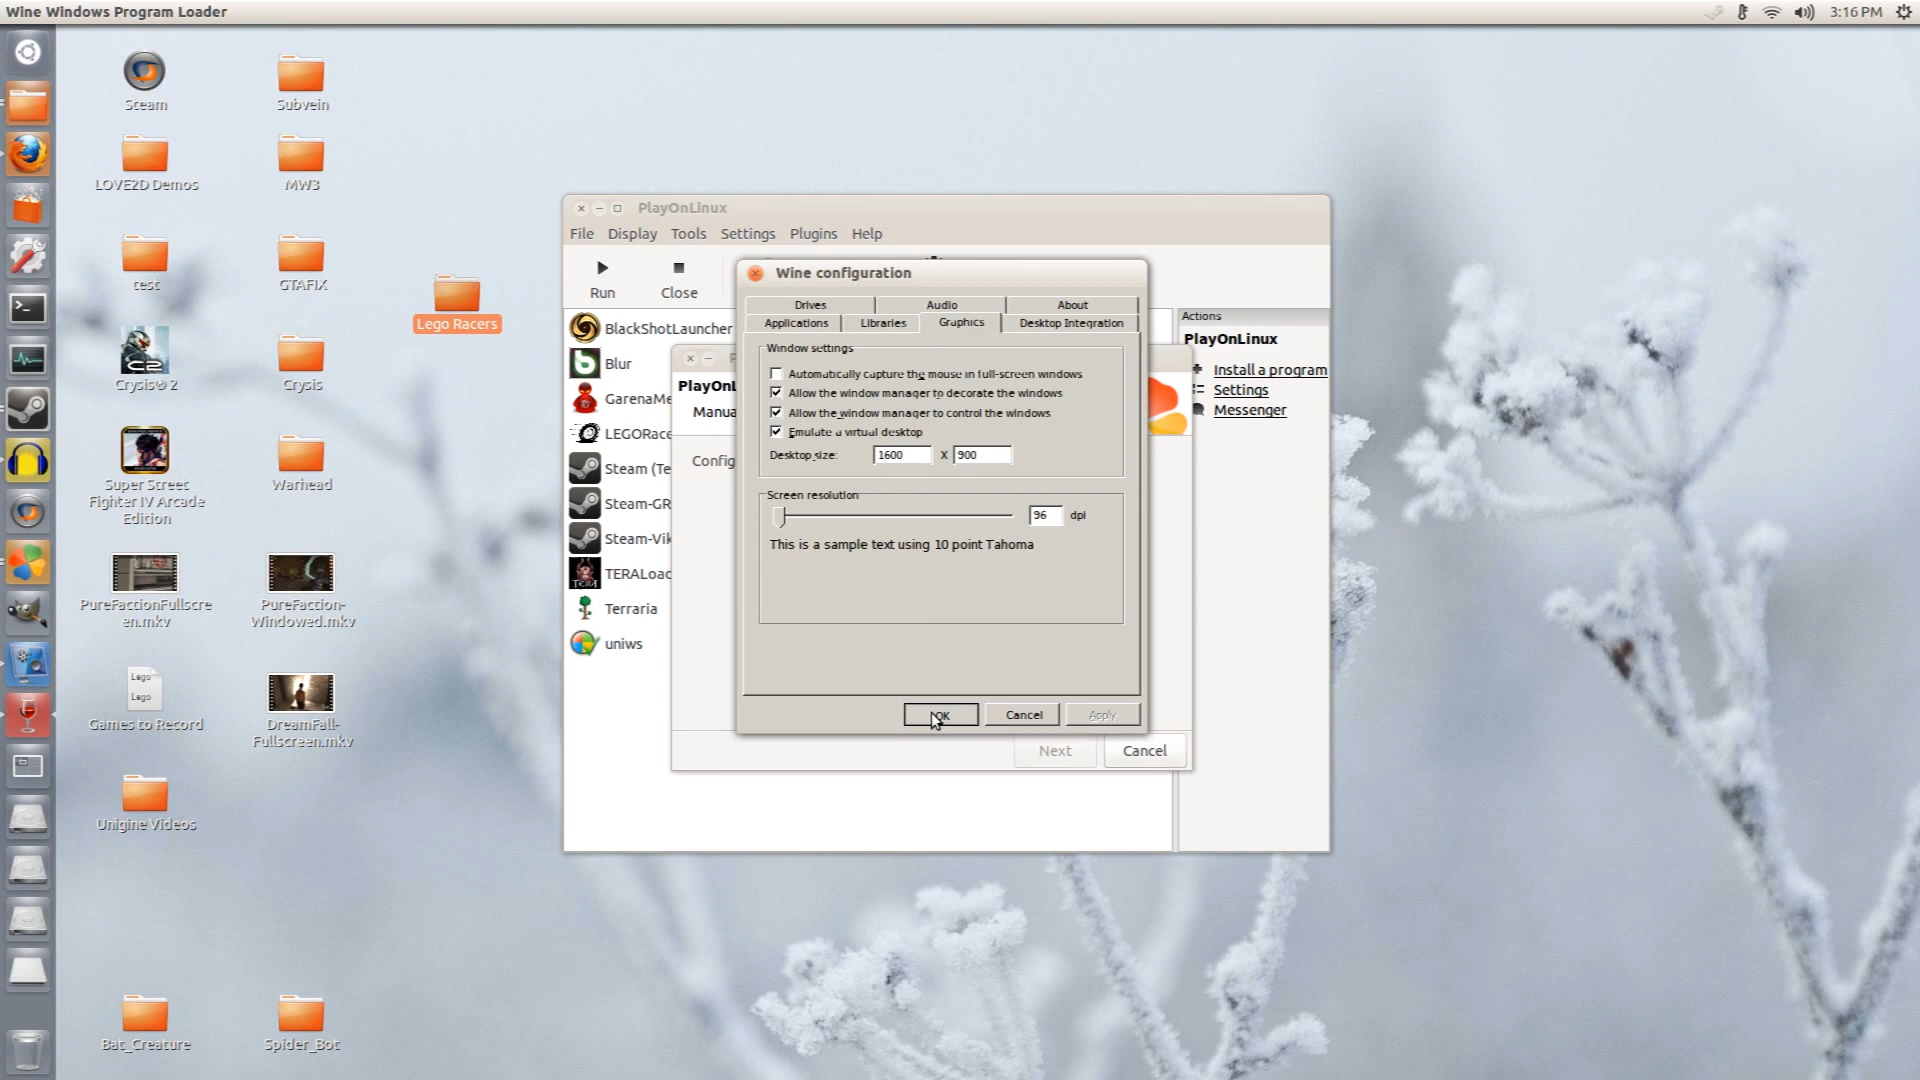 Wine Windows Program Loader
3:16 PM
Steam
Subvein
LOVE2D Demos
MW3
test
GTAFIX
Lego Racers
Crysis® 2
Crysis
Super Street
Fighter IV Arcade
Edition
Warhead
PureFactionFullscre
en.mkv
PureFaction-
Windowed.mkv
Lego
Lego
Games to Record
DreamFall-
Fullscreen.mkv
Unigine Videos
Bat_Creature
Spider_Bot
PlayOnLinux
File Display Tools Settings Plugins Help
Run
Close
BlackShotLauncher
Blur
GarenaMe
LEGORace
Steam (Te
Steam-GR
Steam-Vik
TERALoad
Terraria
uniws
Actions
PlayOnLinux
Install a program
Settings
Messenger
P
PlayOnL
Manua
Config
Next
Cancel
Wine configuration
Drives Audio About
Applications Libraries Graphics Desktop Integration
Window settings
Automatically capture the mouse in full-screen windows
Allow the window manager to decorate the windows
Allow the window manager to control the windows
Emulate a virtual desktop
Desktop size: 1600 X 900
Screen resolution
96 dpi
This is a sample text using 10 point Tahoma
OK Cancel Apply